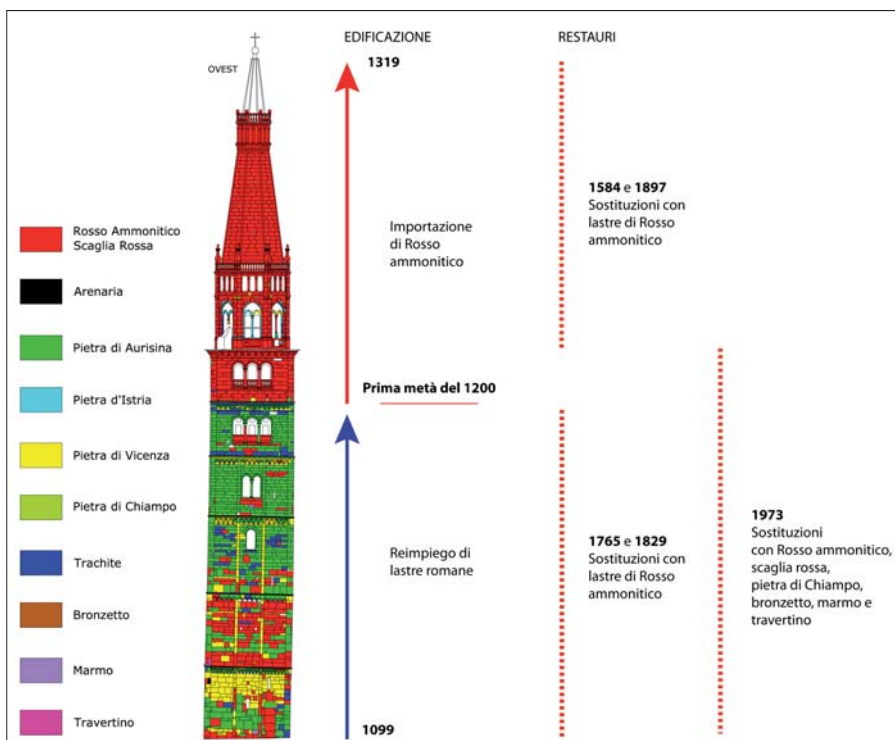 EDIFICAZIONE
RESTAURI
OVEST
1319
1584 e 1897
Sostituzioni con
lastre di Rosso
ammonitico
Importazione
di Rosso
ammonitico
Rosso Ammonitico
Scaglia Rossa
Arenaria
Pietra di Aurisina
Pietra d'Istria
Pietra di Vicenza
Pietra di Chiampo
Trachite
Bronzetto
Marmo
Travertino
Prima metà del 1200
Reimpiego di
lastre romane
1099
1765 e 1829
Sostituzioni con
lastre di Rosso
ammonitico
1973
Sostituzioni
con Rosso ammonitico,
scaglia rossa,
pietra di Chiampo,
bronzetto, marmo e
travertino